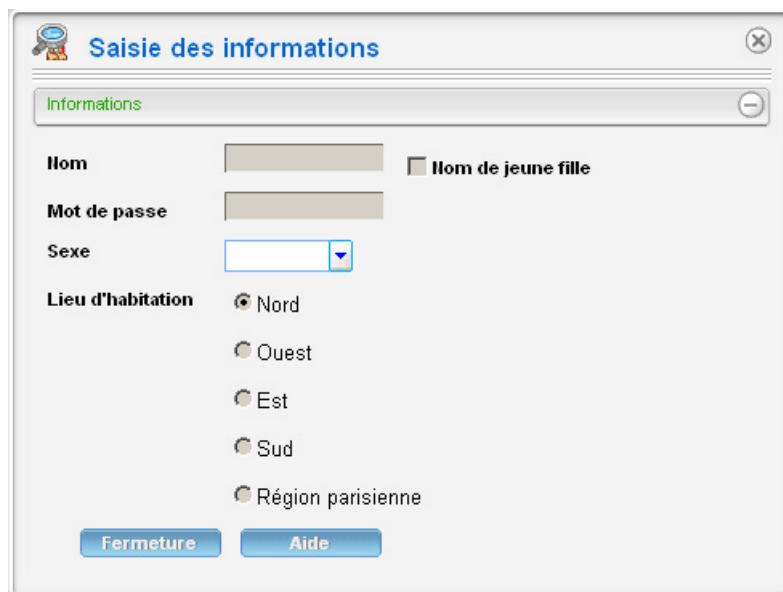 Saisie des informations
Informations
Nom
Nom de jeune fille
Mot de passe
Sexe
Lieu d'habitation
Nord
Ouest
Est
Sud
Région parisienne
Fermeture
Aide